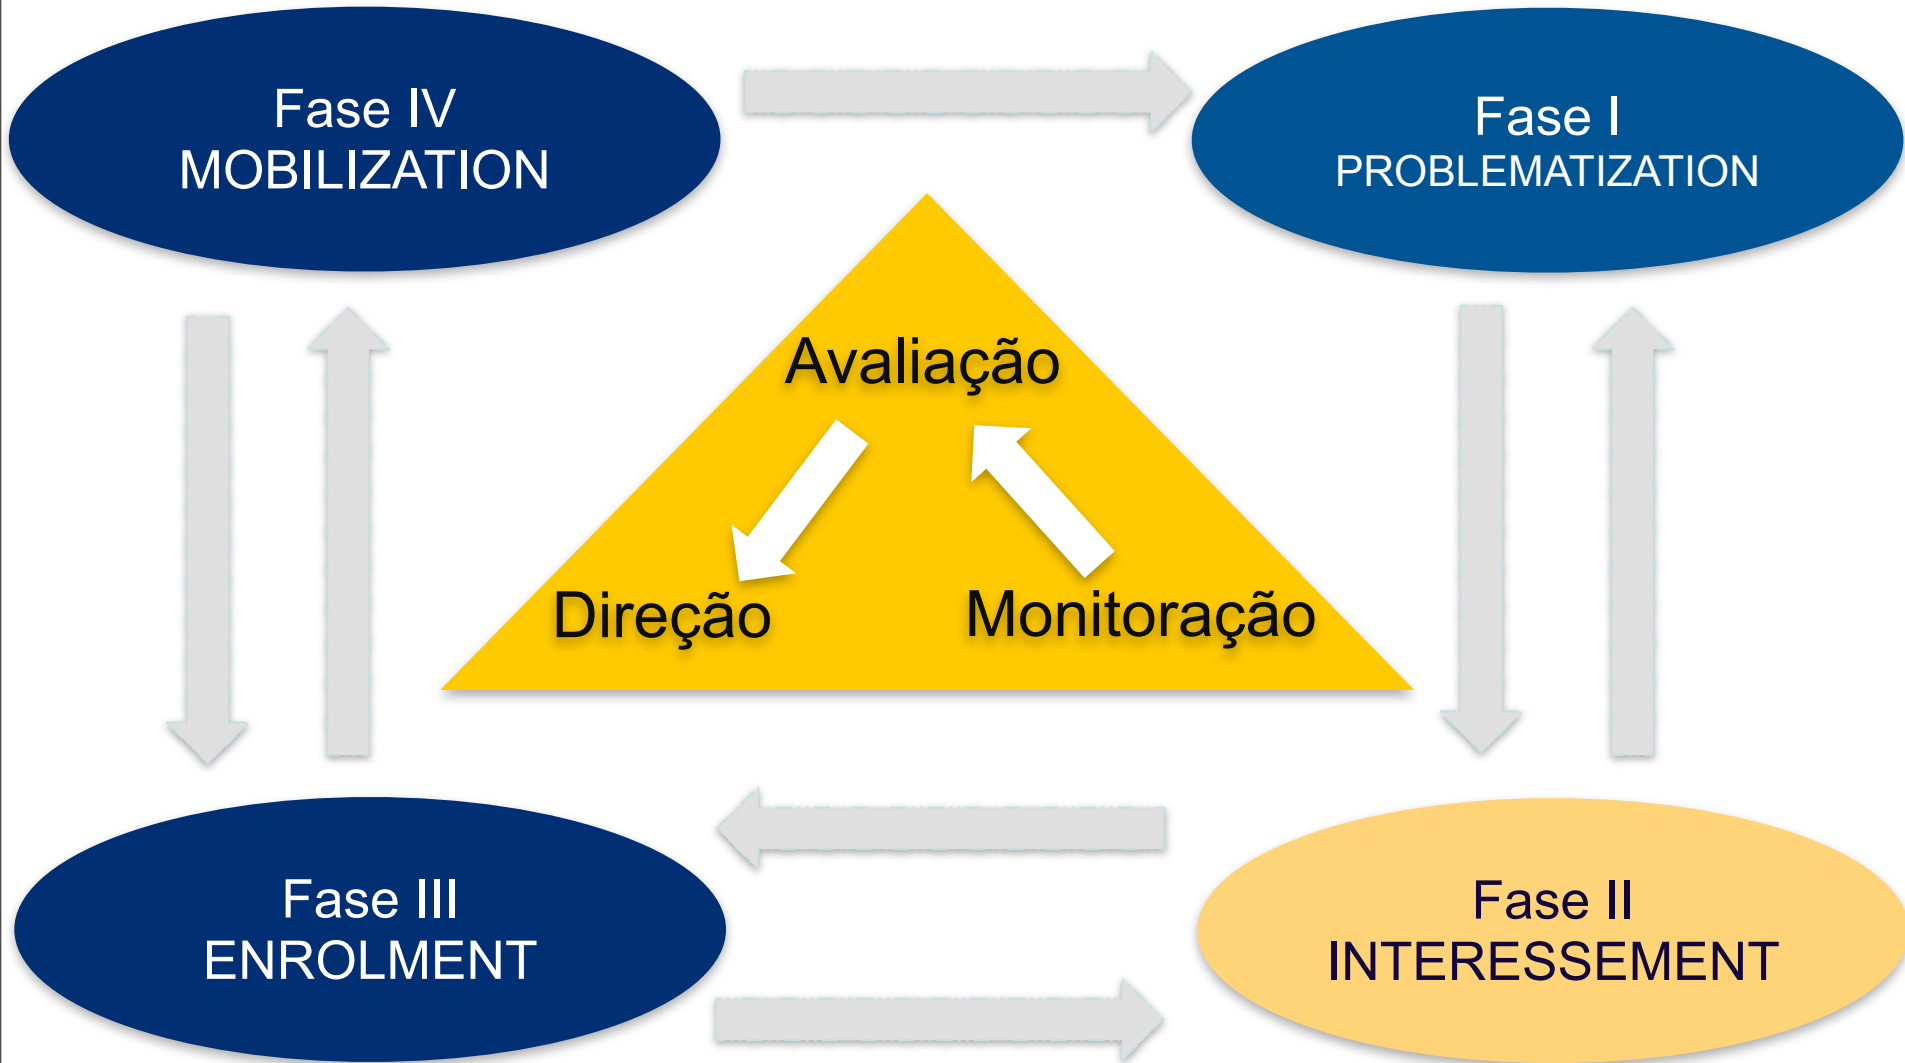 Fase IV
MOBILIZATION
Fase I
PROBLEMATIZATION
Avaliação
Direção
Monitoração
Fase III
ENROLMENT
Fase II
INTERESSEMENT